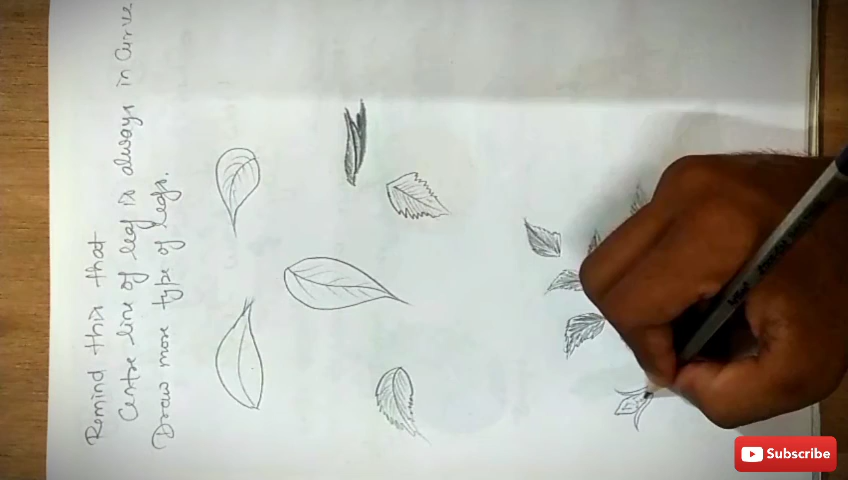 Remind this that
Centre line of leaf is always in Curve
Draw more type of leafs.
Subscribe